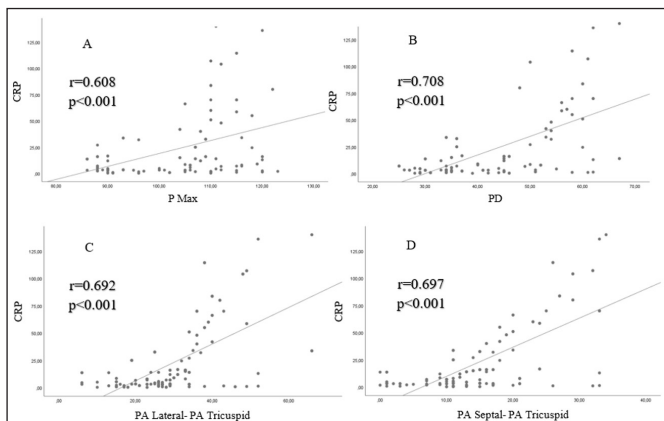 A
r=0.608
p<0.001
CRP
125,00
100,00
75,00
50,00
25,00
,00
80,00 90,00 100,00 110,00 120,00 130,00
P Max
B
r=0.708
p<0.001
CRP
125,00
100,00
75,00
50,00
25,00
,00
20,00 30,00 40,00 50,00 60,00 70,00
PD
C
r=0.692
p<0.001
CRP
125,00
100,00
75,00
50,00
25,00
,00
,00 20,00 40,00 60,00
PA Lateral- PA Tricuspid
D
r=0.697
p<0.001
CRP
125,00
100,00
75,00
50,00
25,00
,00
,00 10,00 20,00 30,00 40,00
PA Septal- PA Tricuspid